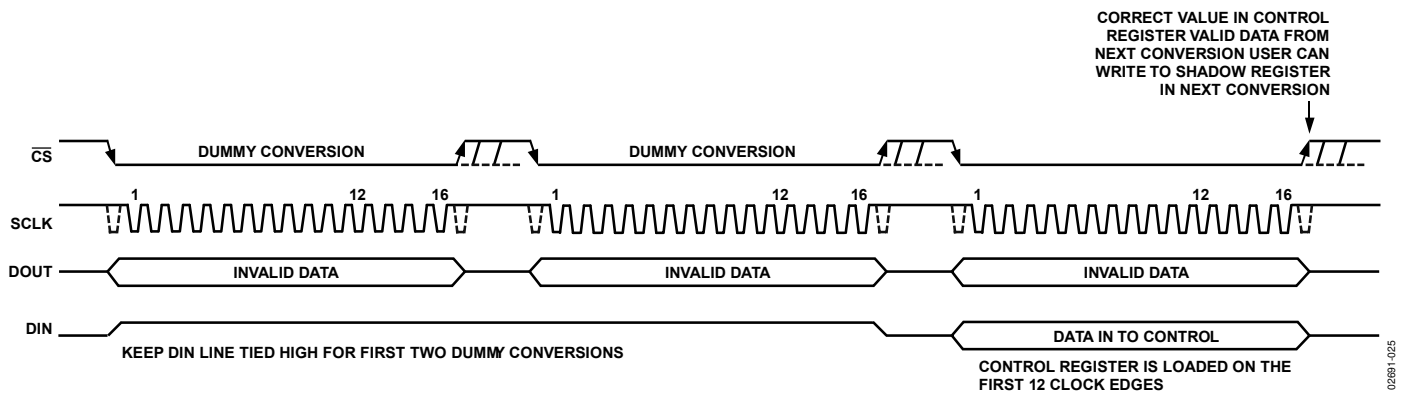 CORRECT VALUE IN CONTROL
REGISTER VALID DATA FROM
NEXT CONVERSION USER CAN
WRITE TO SHADOW REGISTER
IN NEXT CONVERSION
CS
DUMMY CONVERSION
DUMMY CONVERSION
SCLK
1 12 16
1 12 16
1 12 16
DOUT
INVALID DATA
INVALID DATA
INVALID DATA
DIN
KEEP DIN LINE TIED HIGH FOR FIRST TWO DUMMY CONVERSIONS
DATA IN TO CONTROL
CONTROL REGISTER IS LOADED ON THE
FIRST 12 CLOCK EDGES
02691-025